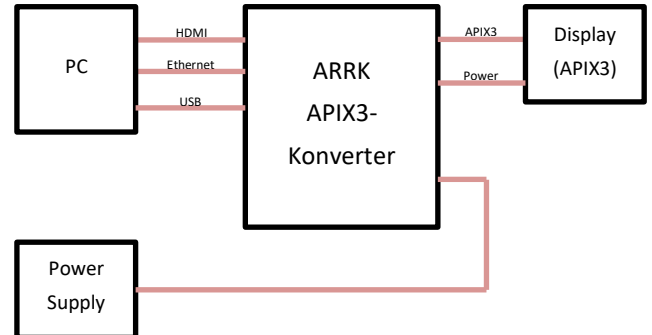 PC
HDMI
Ethernet
USB
ARRK
APIX3-
Konverter
APIX3
Power
Display
(APIX3)
Power
Supply